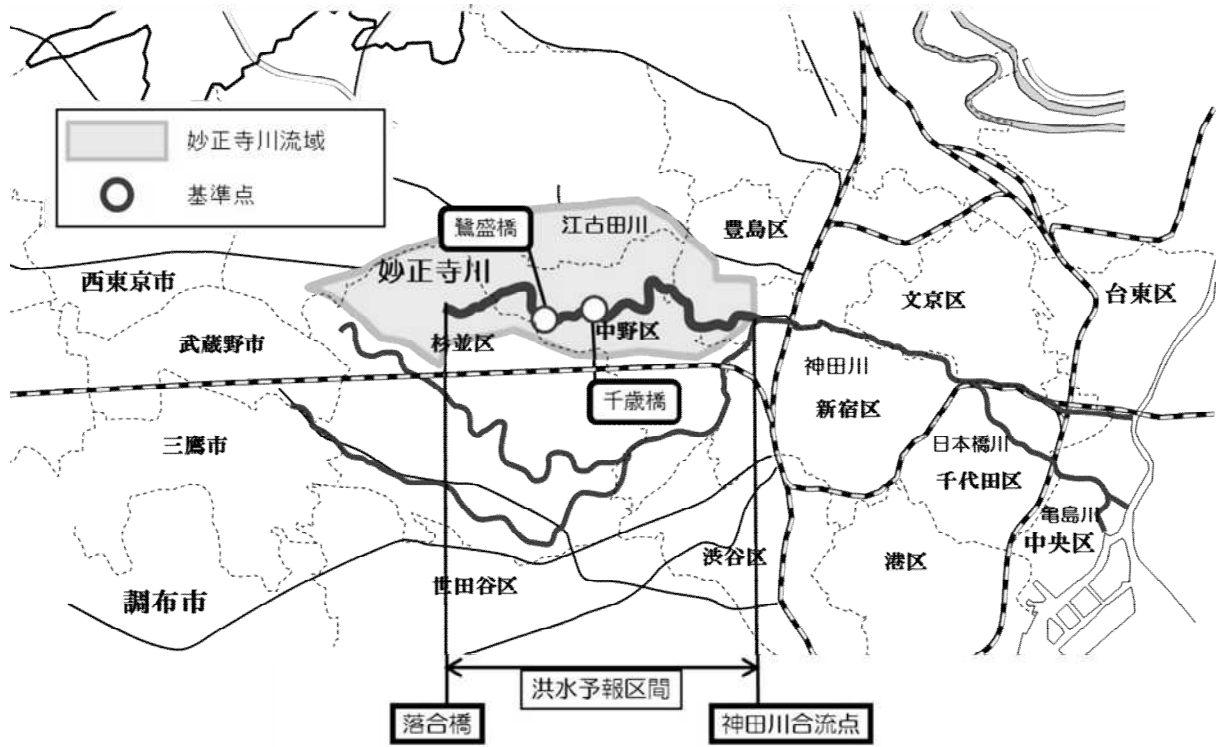 妙正寺川流域
基準点
鷺盛橋
江古田川
豊島区
妙正寺川
西東京市
文京区
台東区
武蔵野市
杉並区
中野区
神田川
千歳橋
新宿区
三鷹市
日本橋川
千代田区
亀島川
中央区
渋谷区
港区
世田谷区
調布市
洪水予報区間
落合橋
神田川合流点